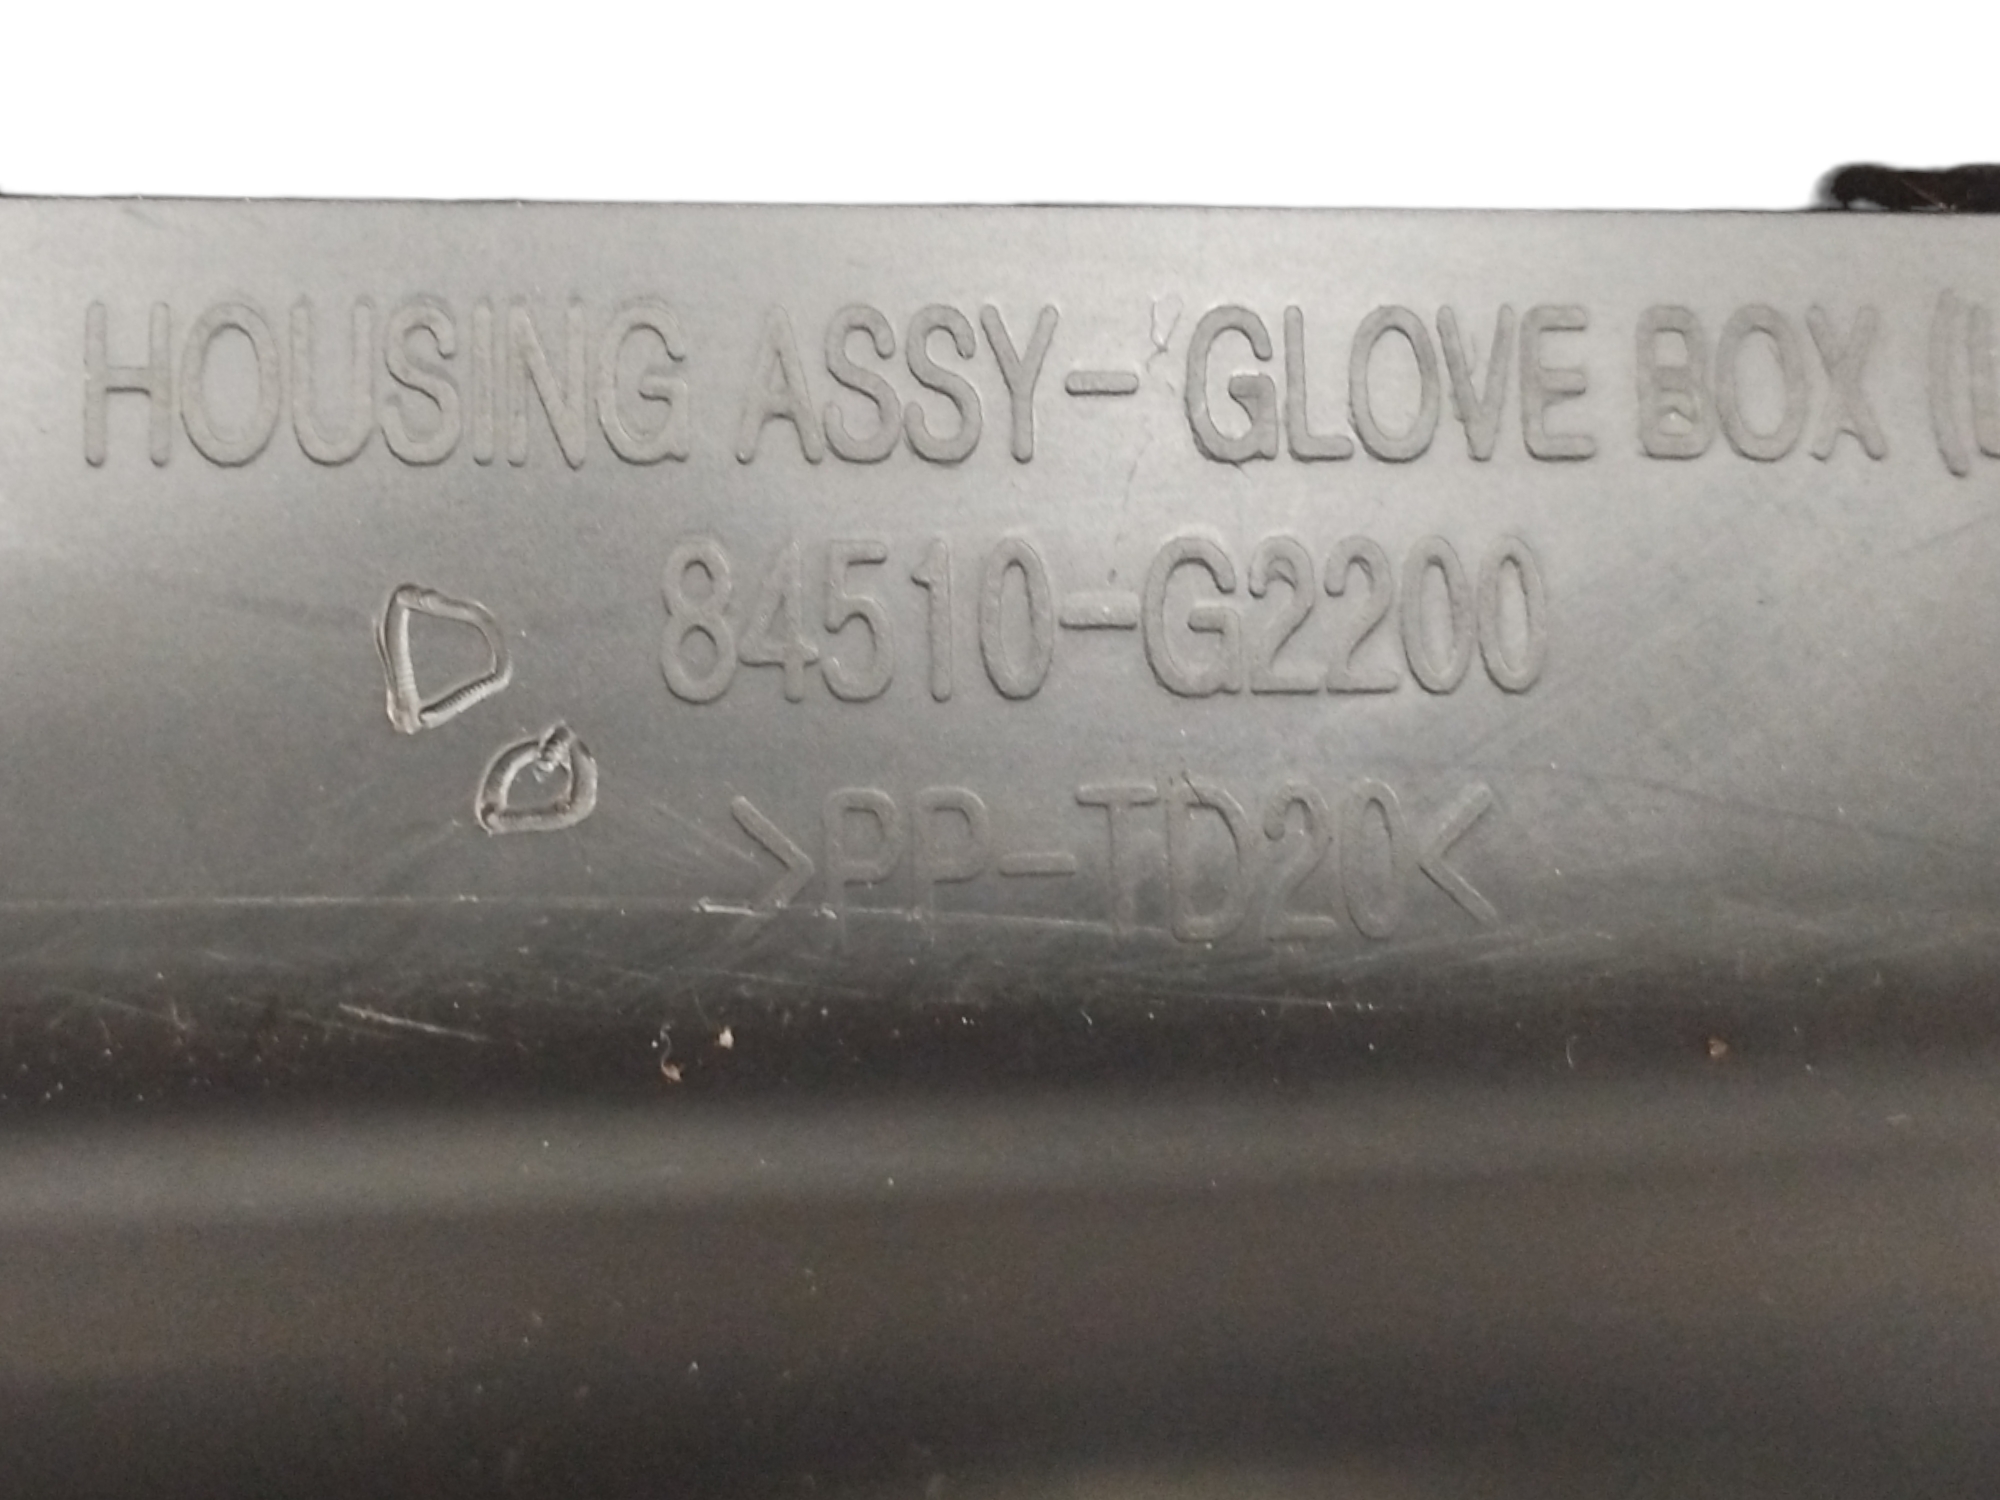 HOUSING ASSY-GLOVE BOX (L
84510-G2200
>PP-TD20<